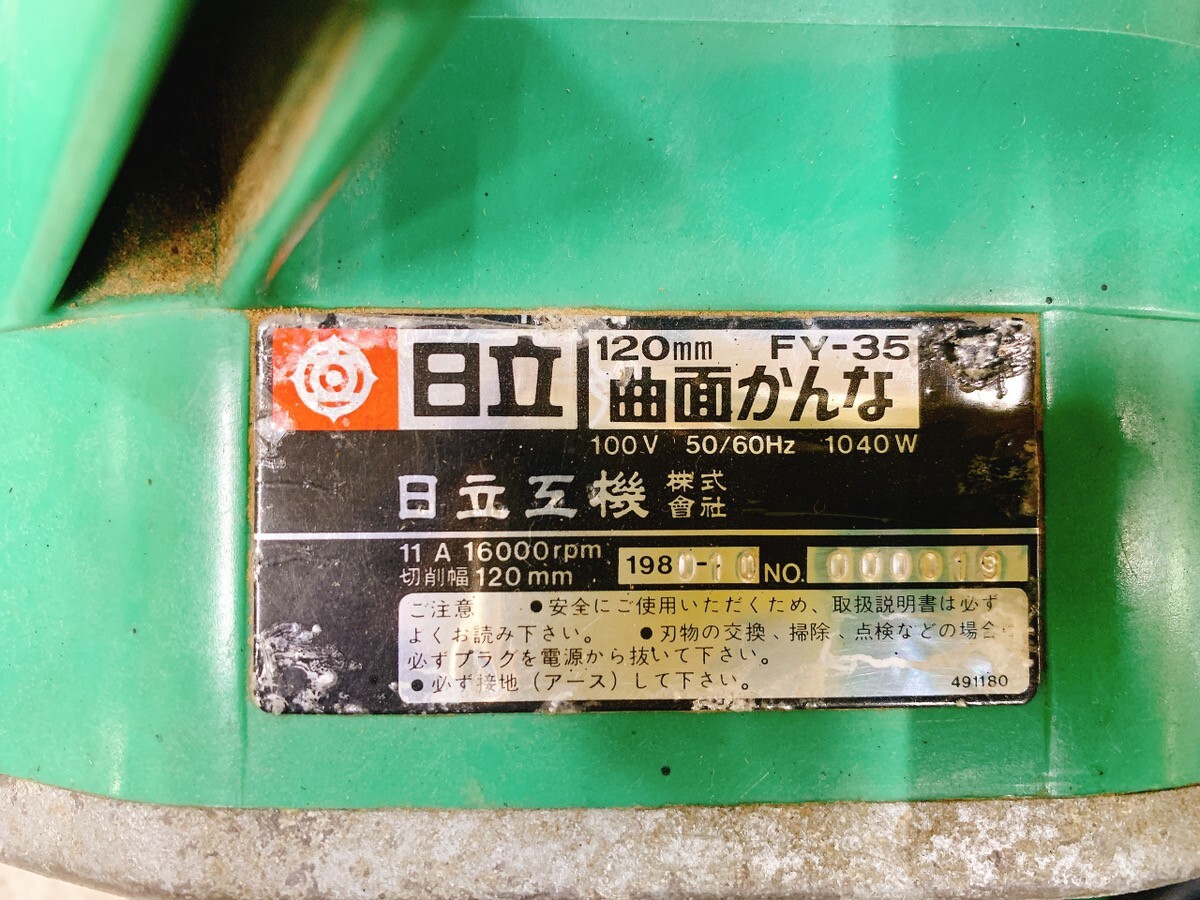 日立
120mm FY-35
曲面かんな
100V 50/60Hz 1040W
日立工機 株式會社
11 A 16000rpm
切削幅 120mm
1980-10 NO. 000019
ご注意 ●安全にご使用いただくため、取扱説明書は必ず
よくお読み下さい。 ●刃物の交換、掃除、点検などの場合
必ずプラグを電源から抜いて下さい。
●必ず接地(アース)して下さい。
491180